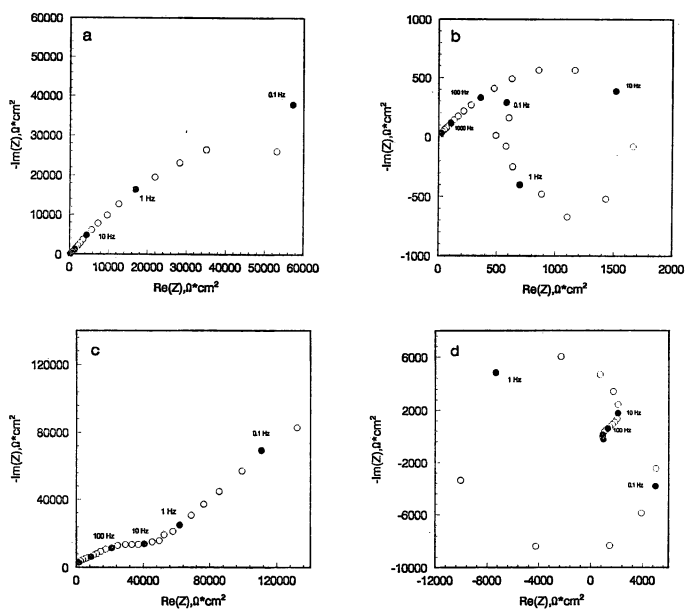 a
60000
50000
40000
30000
20000
10000
0
-Im(Z),Ω*cm²
0.1 Hz
1 Hz
10 Hz
0 10000 20000 30000 40000 50000 60000
Re(Z),Ω*cm²
b
1000
500
0
-500
-1000
-Im(Z),Ω*cm²
100 Hz
0.1 Hz
10 Hz
1000 Hz
1 Hz
0 500 1000 1500 2000
Re(Z),Ω*cm²
c
120000
80000
40000
0
-Im(Z),Ω*cm²
0.1 Hz
1 Hz
100 Hz
10 Hz
0 40000 80000 120000
Re(Z),Ω*cm²
d
6000
2000
-2000
-6000
-10000
-Im(Z),Ω*cm²
1 Hz
10 Hz
100 Hz
0.1 Hz
-12000 -8000 -4000 0 4000
Re(Z),Ω*cm²